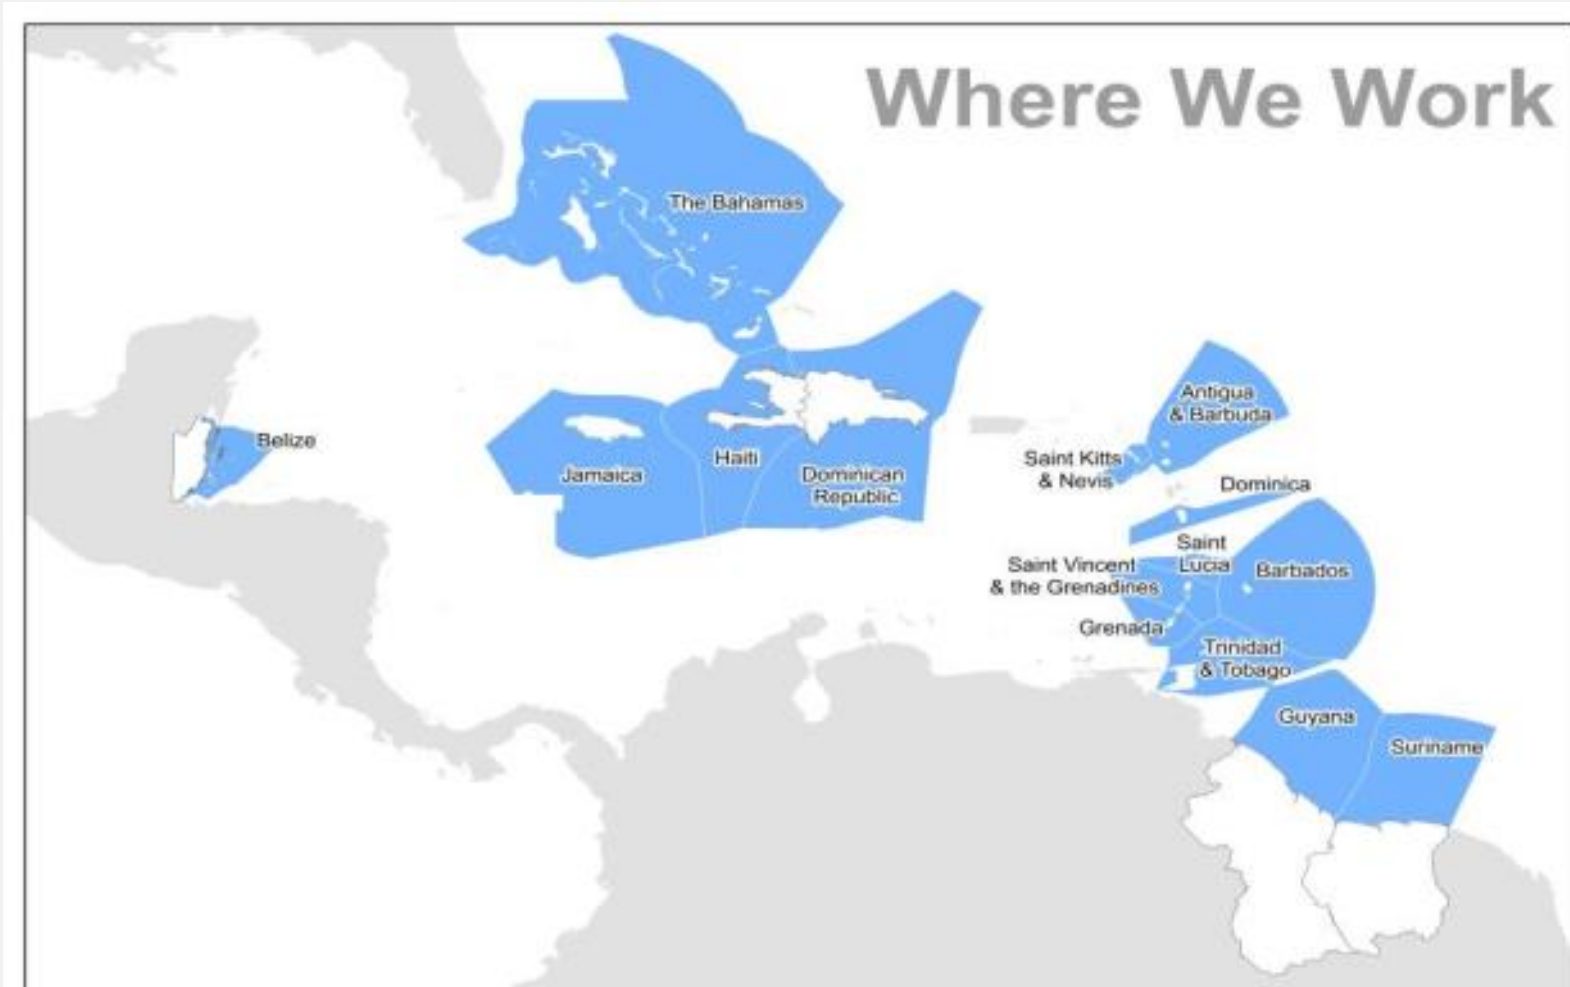 Where We Work
The Bahamas
Antigua
& Barbuda
Belize
Saint Kitts
& Nevis
Jamaica
Haiti
Dominican
Republic
Dominica
Saint
Lucia
Saint Vincent
& the Grenadines
Barbados
Grenada
Trinidad
& Tobago
Guyana
Suriname